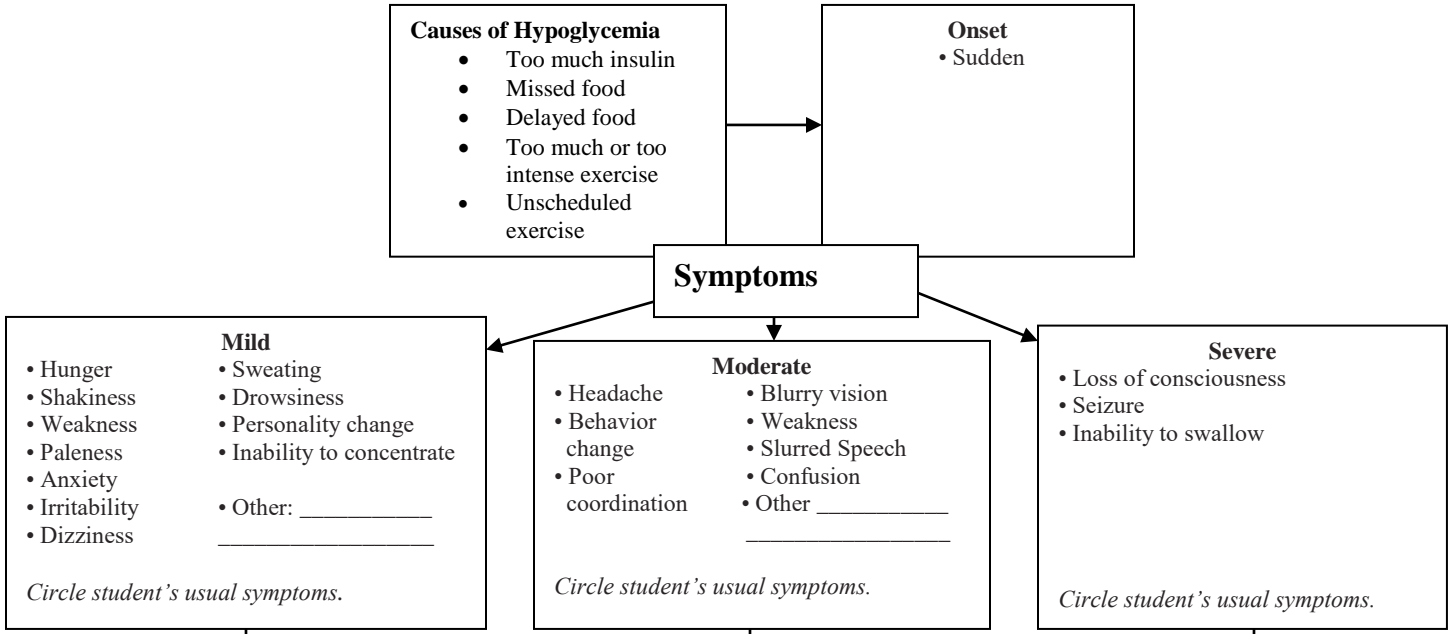 Causes of Hypoglycemia
• Too much insulin
• Missed food
• Delayed food
• Too much or too
intense exercise
• Unscheduled
exercise
Onset
• Sudden
Symptoms
Mild
• Hunger
• Shakiness
• Weakness
• Paleness
• Anxiety
• Irritability
• Dizziness
• Sweating
• Drowsiness
• Personality change
• Inability to concentrate
• Other: ___________
__________________
Circle student’s usual symptoms.
Moderate
• Headache
• Behavior
change
• Poor
coordination
• Blurry vision
• Weakness
• Slurred Speech
• Confusion
• Other ___________
_________________
Circle student’s usual symptoms.
Severe
• Loss of consciousness
• Seizure
• Inability to swallow
Circle student’s usual symptoms.